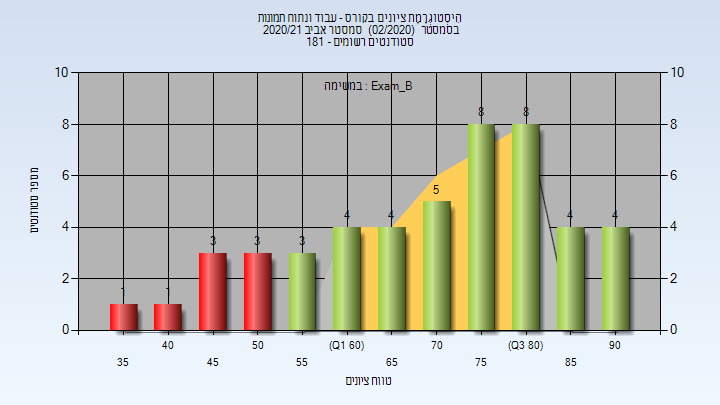 היסטוגרמת ציונים בקורס - עבוד ונתוח תמונות
בסמסטר (02/2020) סמסטר אביב 2020/21
סטודנטים רשומים - 181
במשימה : Exam_B
10 10
8 8
6 6
4 4
2 2
0 0
1 1 3 3 3 4 4 5 8 8 4 4
מספר סטודנטים
40 50 (Q1 60) 70 (Q3 80) 90
35 45 55 65 75 85
טווח ציונים